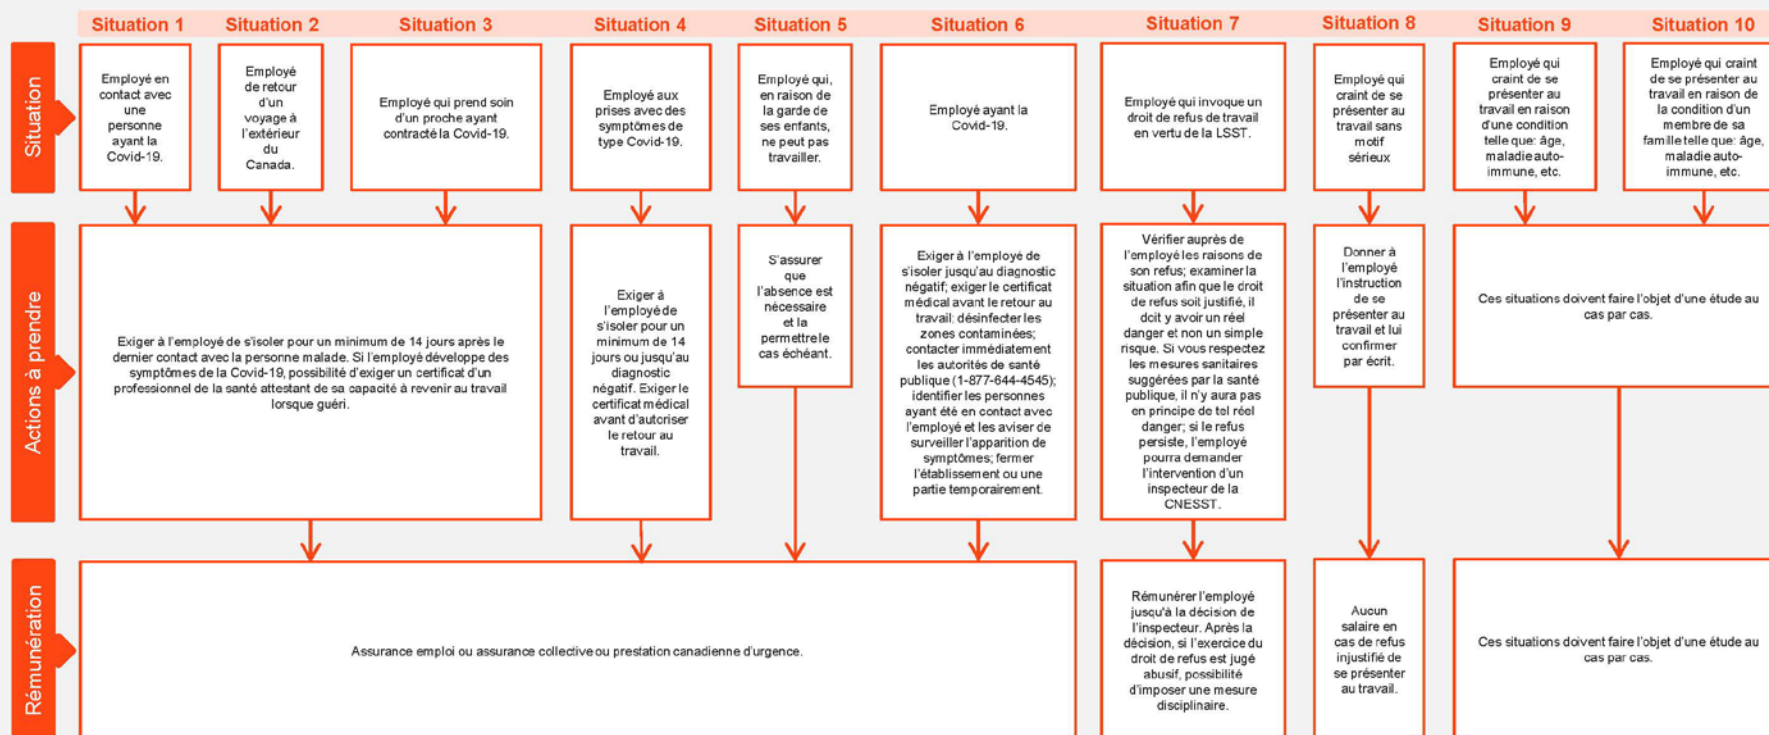 Situation 1
Situation 2
Situation 3
Situation 4
Situation 5
Situation 6
Situation 7
Situation 8
Situation 9
Situation 10
Situation
Employé en
contact avec
une
personne
ayant la
Covid-19.
Employé
de retour
d'un
voyage à
l'extérieur
du
Canada.
Employé qui prend soin
d'un proche ayant
contracté la Covid-19.
Employé aux
prises avec des
symptômes de
type Covid-19.
Employé qui,
en raison de
la garde de
ses enfants,
ne peut pas
travailler.
Employé ayant la
Covid-19.
Employé qui invoque un
droit de refus de travail
en vertu de la LSST.
Employé qui
craint de se
présenter au
travail sans
motif
sérieux
Employé qui
craint de se
présenter au
travail en raison
d'une condition
telle que: âge,
maladie auto-
immune, etc.
Employé qui craint
de se présenter au
travail en raison de
la condition d'un
membre de sa
famille telle que: âge,
maladie auto-
immune, etc.
Actions à prendre
Exiger à l'employé de s'isoler pour un minimum de 14 jours après le
dernier contact avec la personne malade. Si l'employé développe des
symptômes de la Covid-19, possibilité d'exiger un certificat d'un
professionnel de la santé attestant de sa capacité à revenir au travail
lorsque guéri.
Exiger à
l'employé de
s'isoler pour un
minimum de 14
jours ou jusqu'au
diagnostic
négatif. Exiger le
certificat médical
avant d'autoriser
le retour au
travail.
S'assurer
que
l'absence est
nécessaire
et la
permettre le
cas échéant.
Exiger à l'employé de
s'isoler jusqu'au diagnostic
négatif; exiger le certificat
médical avant le retour au
travail; désinfecter les
zones contaminées;
contacter immédiatement
les autorités de santé
publique (1-877-644-4545);
identifier les personnes
ayant été en contact avec
l'employé et les aviser de
surveiller l'apparition de
symptômes; fermer
l'établissement ou une
partie temporairement.
Vérifier auprès de
l'employé les raisons de
son refus; examiner la
situation afin que le droit
de refus soit justifié, il
doit y avoir un réel
danger et non un simple
risque. Si vous respectez
les mesures sanitaires
suggérées par la santé
publique, il n'y aura pas
en principe de tel réel
danger; si le refus
persiste, l'employé
pourra demander
l'intervention d'un
inspecteur de la
CNESST.
Donner à
l'employé
l'instruction
de se
présenter au
travail et lui
confirmer
par écrit.
Ces situations doivent faire l'objet d'une étude au
cas par cas.
Rémunération
Assurance emploi ou assurance collective ou prestation canadienne d'urgence.
Rémunérer l'employé
jusqu'à la décision de
l'inspecteur. Après la
décision, si l'exercice du
droit de refus est jugé
abusif, possibilité
d'imposer une mesure
disciplinaire.
Aucun
salaire en
cas de refus
injustifié de
se présenter
au travail.
Ces situations doivent faire l'objet d'une étude au
cas par cas.